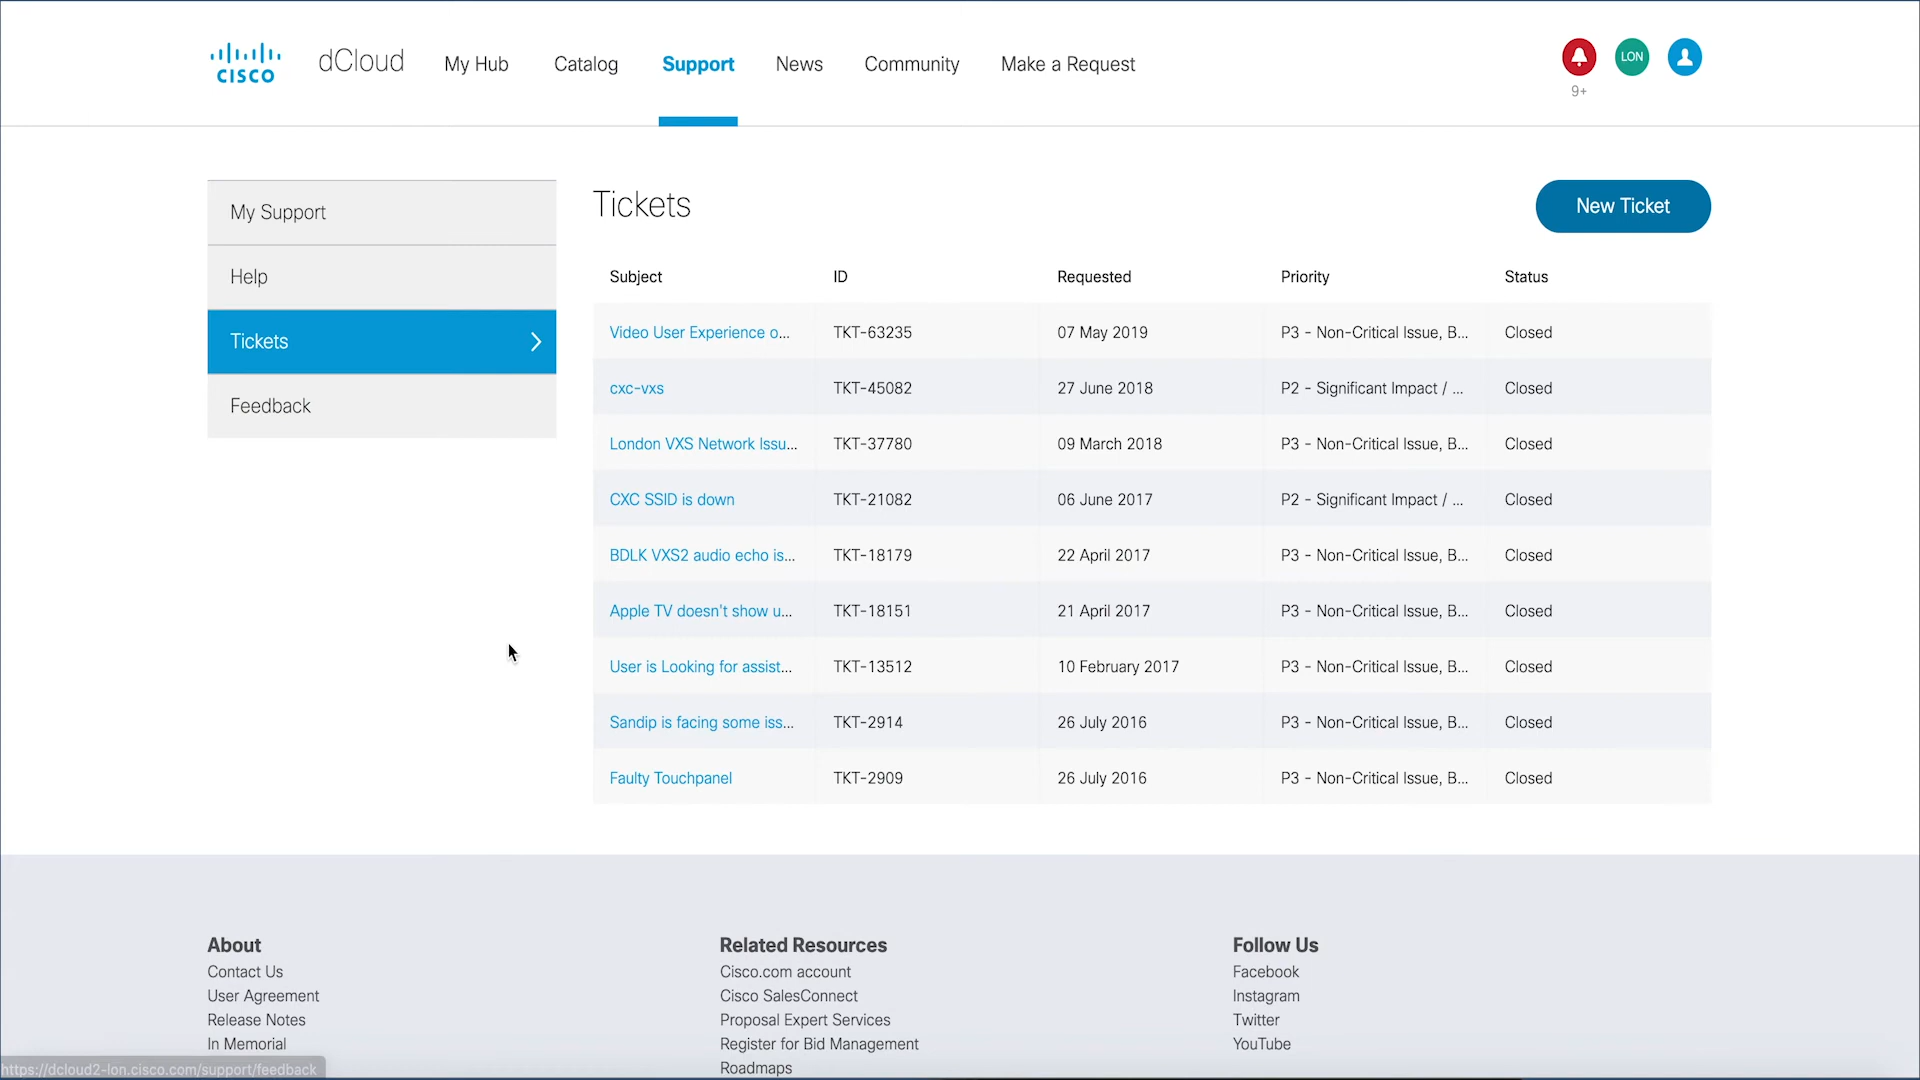 CISCO
dCloud
My Hub
Catalog
Support
News
Community
Make a Request
LON
9+
My Support
Help
Tickets
Feedback
Tickets
New Ticket
Subject ID Requested Priority Status
Video User Experience o... TKT-63235 07 May 2019 P3 - Non-Critical Issue, B... Closed
cxc-vxs TKT-45082 27 June 2018 P2 - Significant Impact / ... Closed
London VXS Network Issu... TKT-37780 09 March 2018 P3 - Non-Critical Issue, B... Closed
CXC SSID is down TKT-21082 06 June 2017 P2 - Significant Impact / ... Closed
BDLK VXS2 audio echo is... TKT-18179 22 April 2017 P3 - Non-Critical Issue, B... Closed
Apple TV doesn't show u... TKT-18151 21 April 2017 P3 - Non-Critical Issue, B... Closed
User is Looking for assist... TKT-13512 10 February 2017 P3 - Non-Critical Issue, B... Closed
Sandip is facing some iss... TKT-2914 26 July 2016 P3 - Non-Critical Issue, B... Closed
Faulty Touchpanel TKT-2909 26 July 2016 P3 - Non-Critical Issue, B... Closed
About
Contact Us
User Agreement
Release Notes
In Memorial
Related Resources
Cisco.com account
Cisco SalesConnect
Proposal Expert Services
Register for Bid Management
Roadmaps
Follow Us
Facebook
Instagram
Twitter
YouTube
https://dcloud2-lon.cisco.com/support/feedback